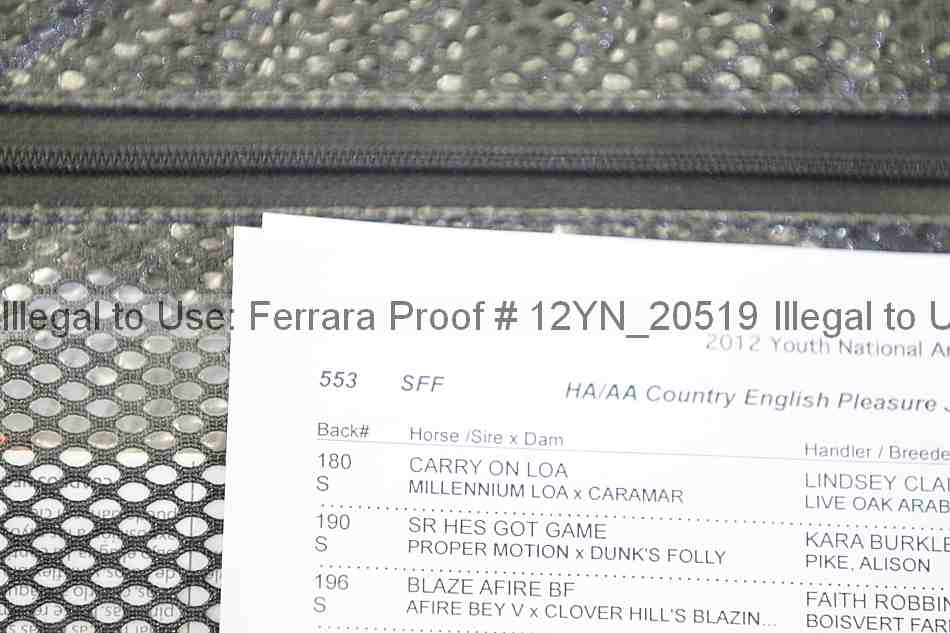 Illegal to Use: Ferrara Proof # 12YN_20519 Illegal to U
2012 Youth National Ar
553 SFF HA/AA Country English Pleasure J
Back# Horse /Sire x Dam Handler / Breede
180 CARRY ON LOA LINDSEY CLAI
S MILLENNIUM LOA x CARAMAR LIVE OAK ARAB
190 SR HES GOT GAME KARA BURKLE
S PROPER MOTION x DUNK'S FOLLY PIKE, ALISON
196 BLAZE AFIRE BF FAITH ROBBIN
S AFIRE BEY V x CLOVER HILL'S BLAZIN... BOISVERT FAR